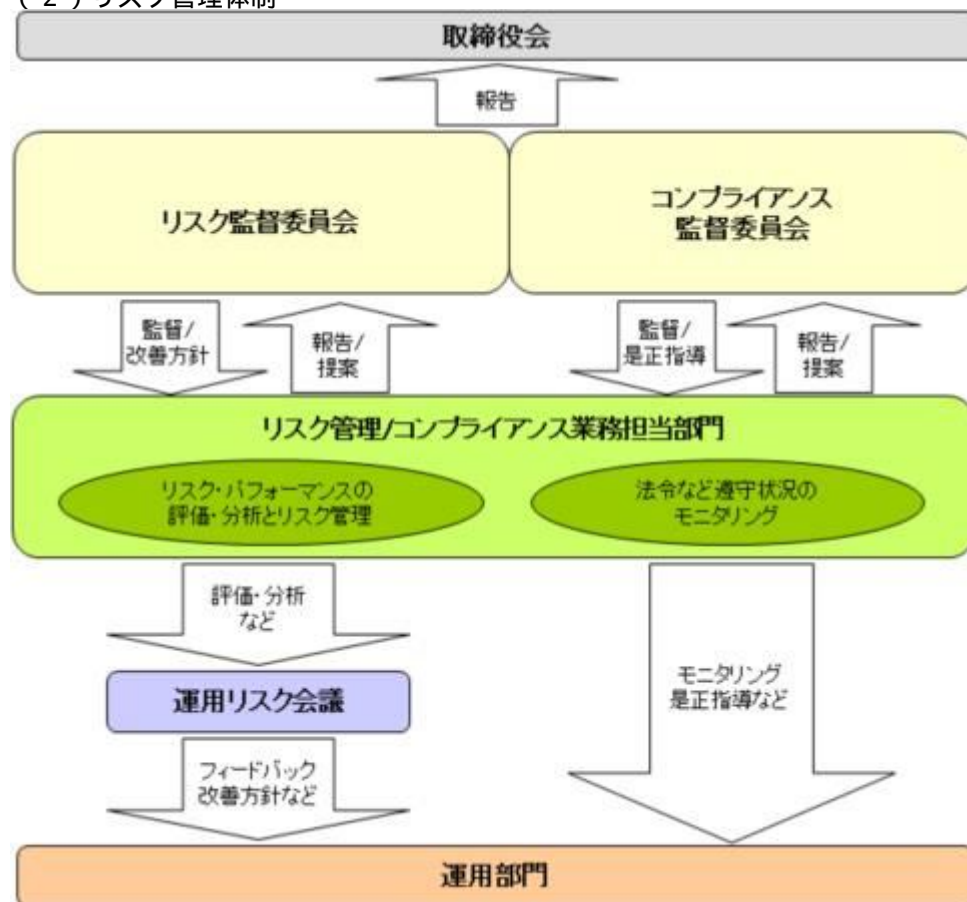 （２）リスク管理体制
取締役会
報告
リスク監督委員会
コンプライアンス
監督委員会
監督/
改善方針
報告/
提案
監督/
是正指導
報告/
提案
リスク管理/コンプライアンス業務担当部門
リスク・パフォーマンスの
評価・分析とリスク管理
法令など遵守状況の
モニタリング
評価・分析
など
運用リスク会議
モニタリング
是正指導など
フィードバック
改善方針など
運用部門